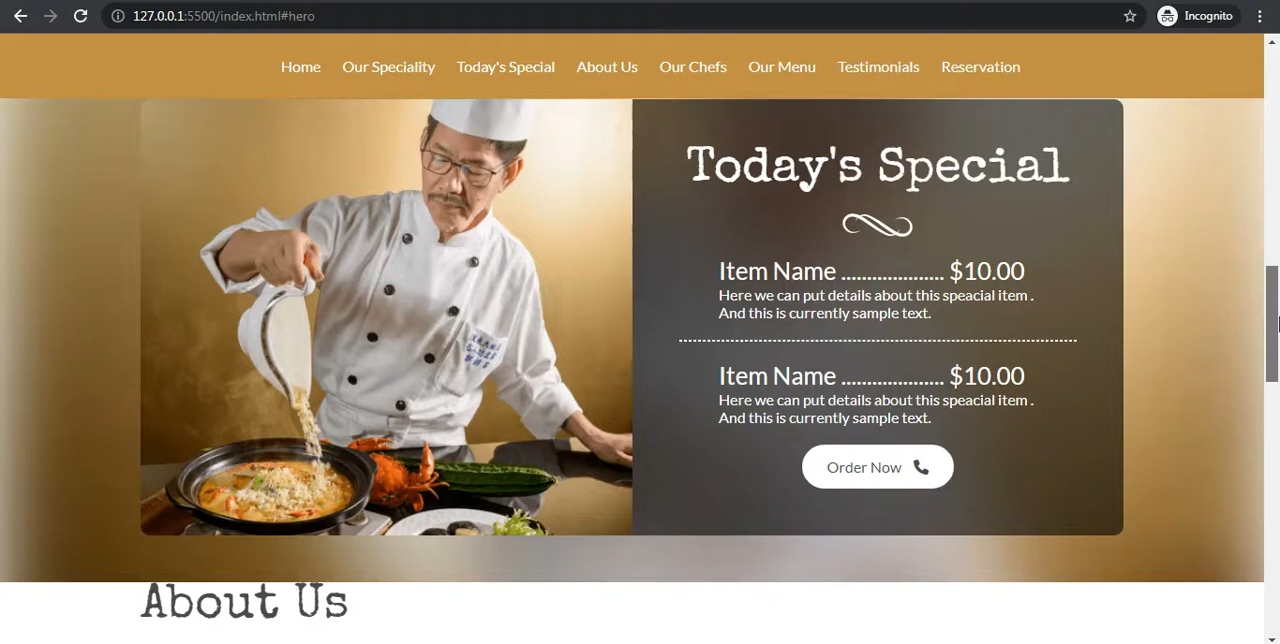 127.0.0.1:5500/index.html#hero
Incognito
Home Our Speciality Today's Special About Us Our Chefs Our Menu Testimonials Reservation
Today's Special
Item Name .................... $10.00
Here we can put details about this speacial item .
And this is currently sample text.
Item Name .................... $10.00
Here we can put details about this speacial item .
And this is currently sample text.
Order Now
About Us